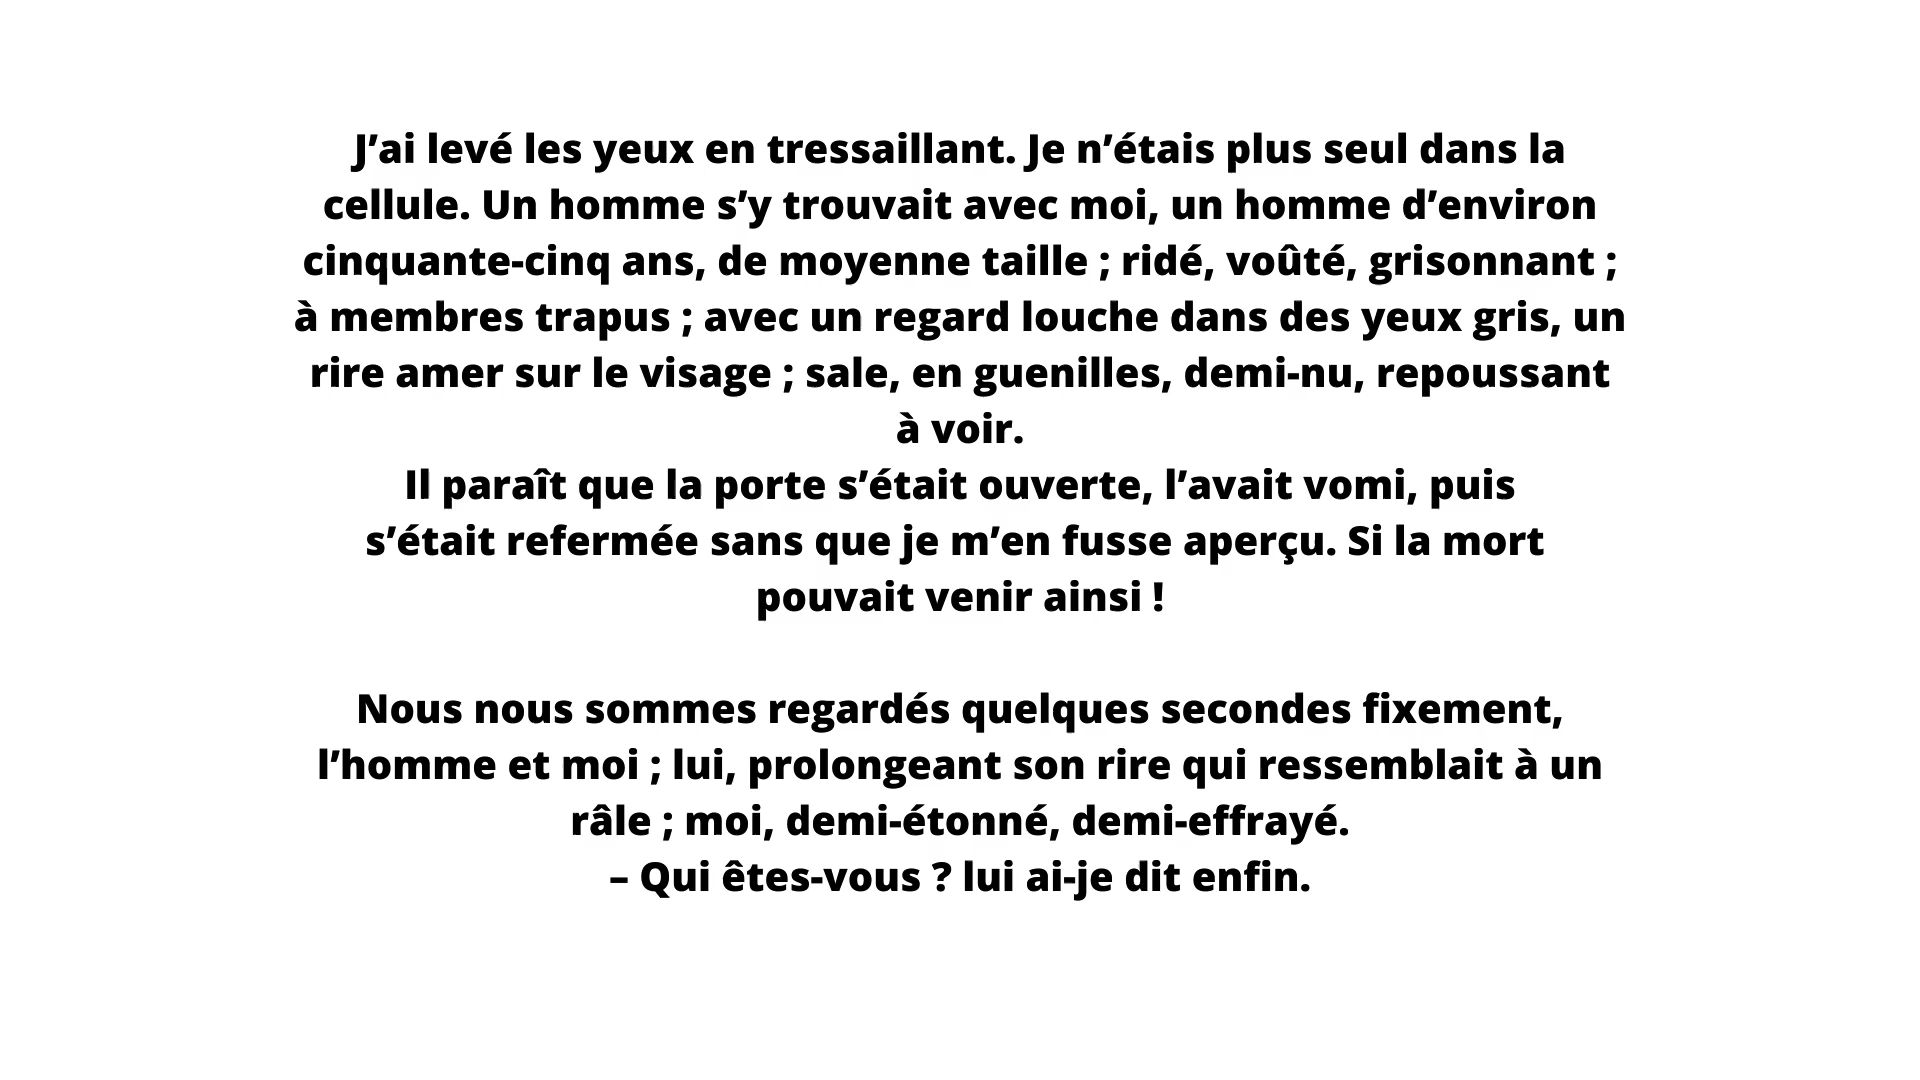 J’ai levé les yeux en tressaillant. Je n’étais plus seul dans la
cellule. Un homme s’y trouvait avec moi, un homme d’environ
cinquante-cinq ans, de moyenne taille ; ridé, voûté, grisonnant ;
à membres trapus ; avec un regard louche dans des yeux gris, un
rire amer sur le visage ; sale, en guenilles, demi-nu, repoussant
à voir.
Il paraît que la porte s’était ouverte, l’avait vomi, puis
s’était refermée sans que je m’en fusse aperçu. Si la mort
pouvait venir ainsi !
Nous nous sommes regardés quelques secondes fixement,
l’homme et moi ; lui, prolongeant son rire qui ressemblait à un
râle ; moi, demi-étonné, demi-effrayé.
– Qui êtes-vous ? lui ai-je dit enfin.